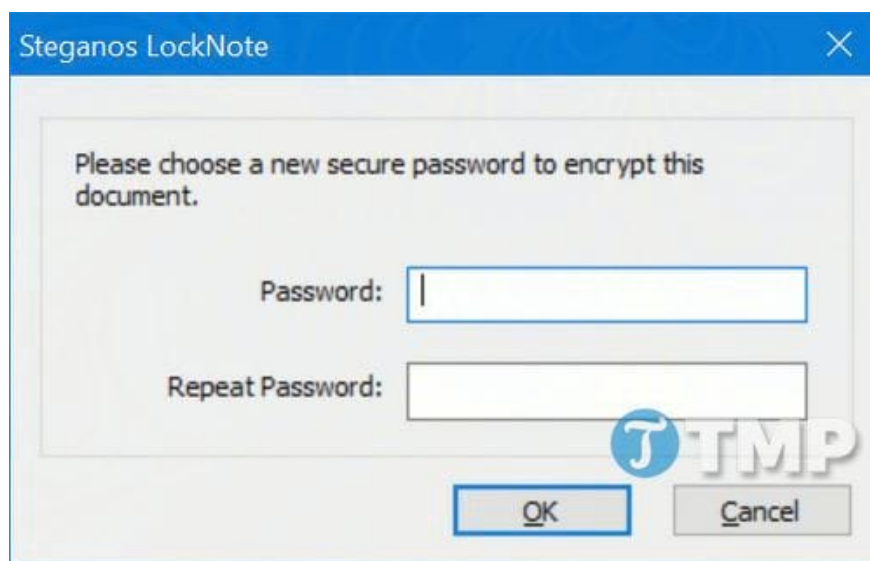 Steganos LockNote
Please choose a new secure password to encrypt this
document.
Password:
Repeat Password:
T TMP
OK
Cancel